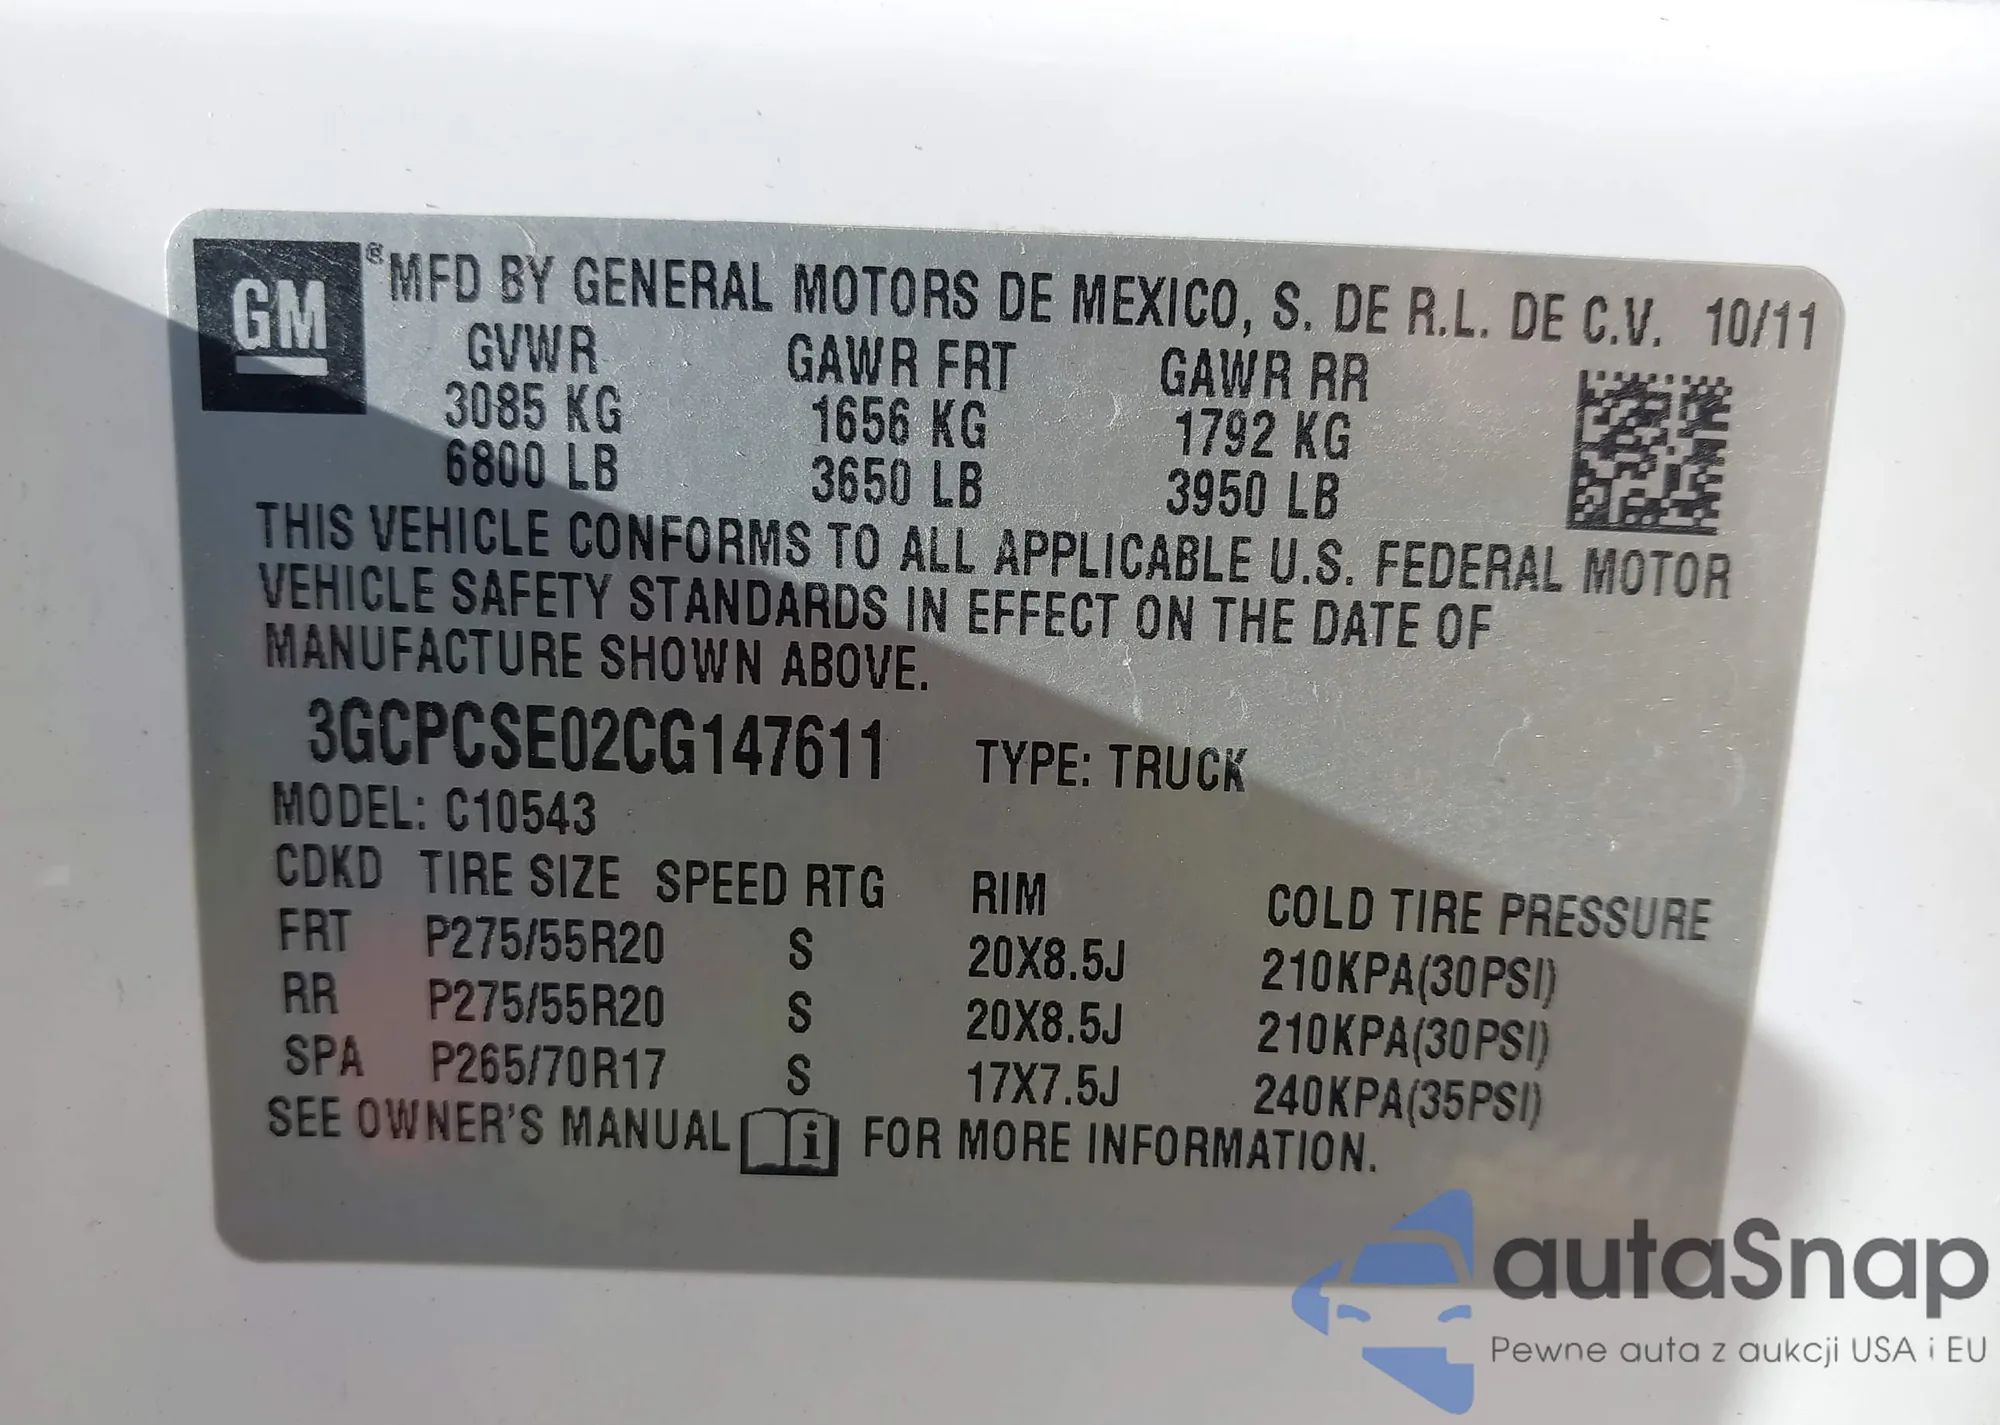 GM ® MFD BY GENERAL MOTORS DE MEXICO, S. DE R.L. DE C.V. 10/11
GVWR GAWR FRT GAWR RR
3085 KG 1656 KG 1792 KG
6800 LB 3650 LB 3950 LB
THIS VEHICLE CONFORMS TO ALL APPLICABLE U.S. FEDERAL MOTOR
VEHICLE SAFETY STANDARDS IN EFFECT ON THE DATE OF
MANUFACTURE SHOWN ABOVE.
3GCPCSE02CG147611 TYPE: TRUCK
MODEL: C10543
CDKD TIRE SIZE SPEED RTG RIM COLD TIRE PRESSURE
FRT P275/55R20 S 20X8.5J 210KPA(30PSI)
RR P275/55R20 S 20X8.5J 210KPA(30PSI)
SPA P265/70R17 S 17X7.5J 240KPA(35PSI)
SEE OWNER'S MANUAL i FOR MORE INFORMATION.
autaSnap
Pewne auta z aukcji USA i EU